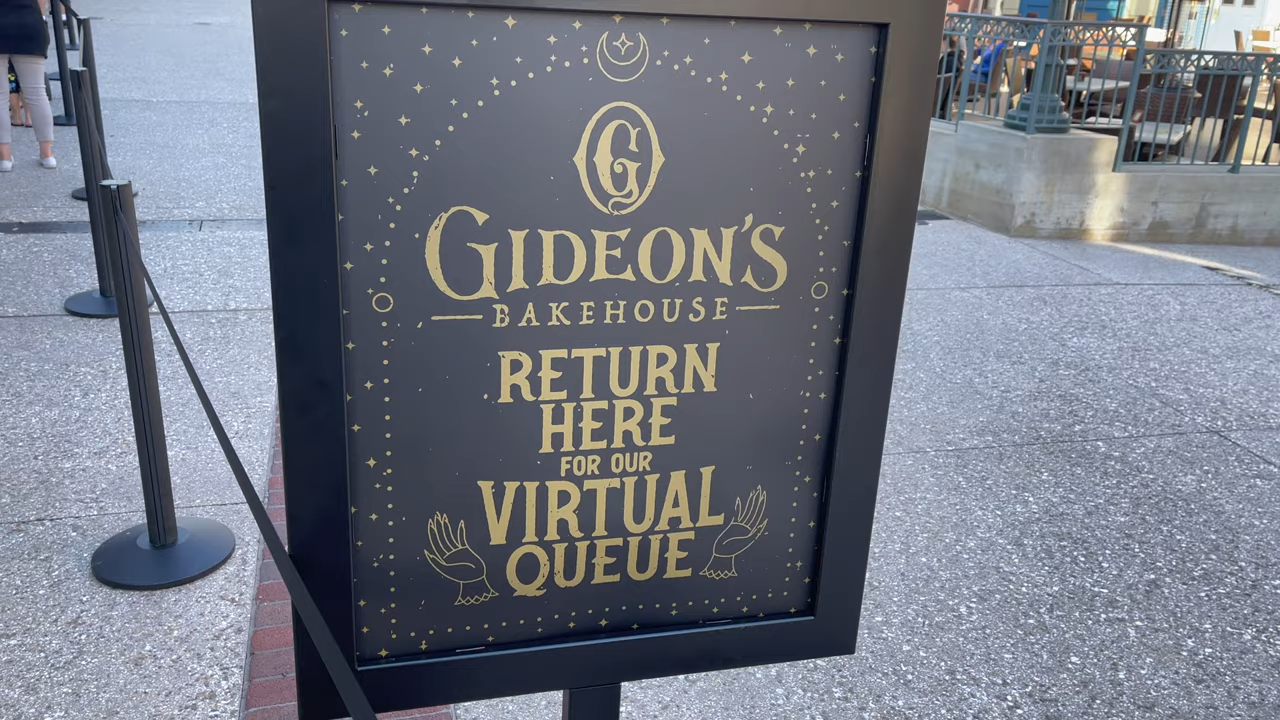 G
GIDEON'S
BAKEHOUSE
RETURN
HERE
FOR OUR
VIRTUAL
QUEUE